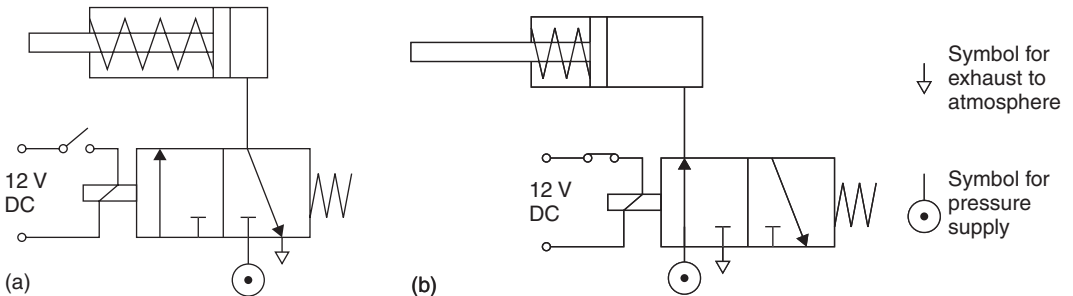 12 V
DC
(a)
12 V
DC
(b)
Symbol for
exhaust to
atmosphere
Symbol for
pressure
supply